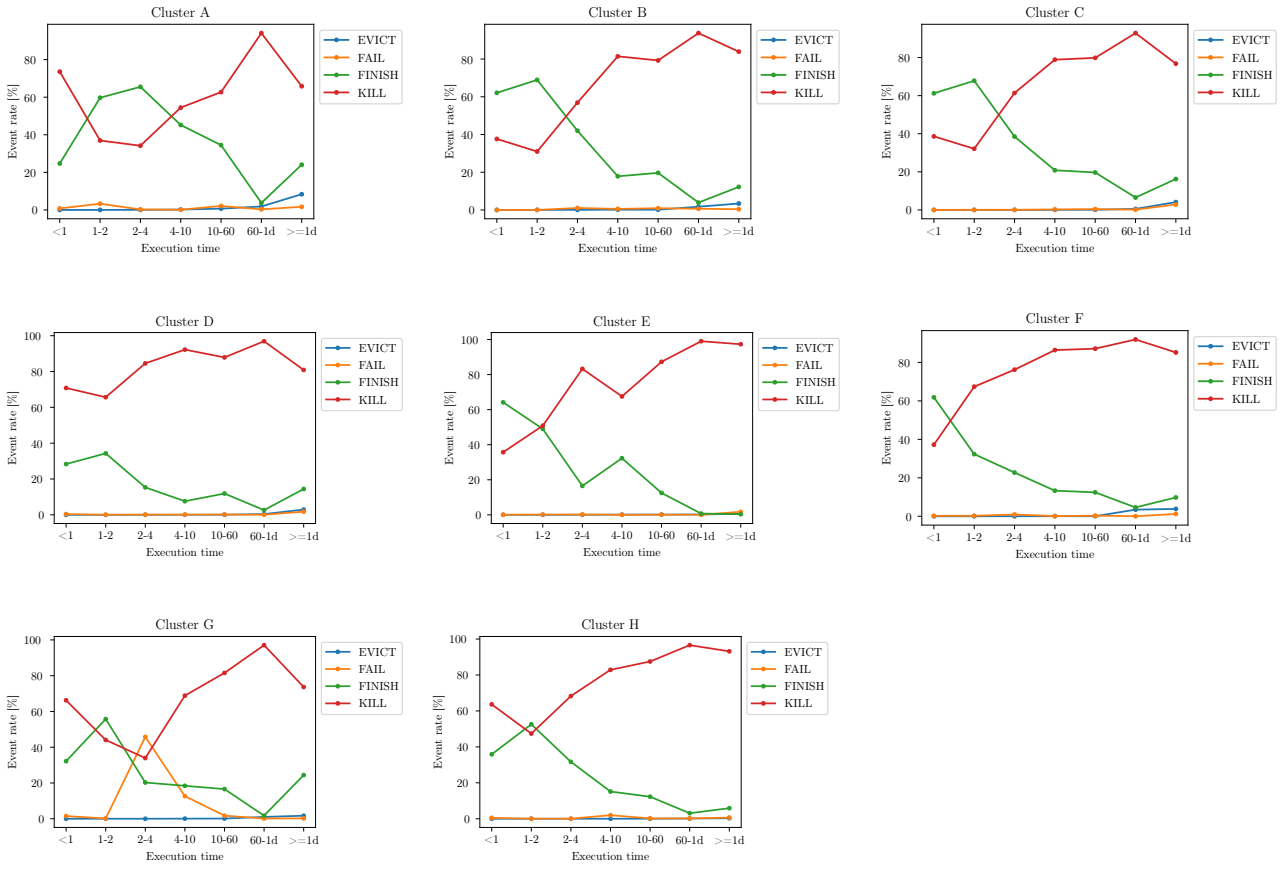 Cluster A
Event rate [%]
80
60
40
20
0
<1 1-2 2-4 4-10 10-60 60-1d >=1d
Execution time
EVICT
FAIL
FINISH
KILL
Cluster B
Event rate [%]
80
60
40
20
0
<1 1-2 2-4 4-10 10-60 60-1d >=1d
Execution time
EVICT
FAIL
FINISH
KILL
Cluster C
Event rate [%]
80
60
40
20
0
<1 1-2 2-4 4-10 10-60 60-1d >=1d
Execution time
EVICT
FAIL
FINISH
KILL
Cluster D
Event rate [%]
100
80
60
40
20
0
<1 1-2 2-4 4-10 10-60 60-1d >=1d
Execution time
EVICT
FAIL
FINISH
KILL
Cluster E
Event rate [%]
100
80
60
40
20
0
<1 1-2 2-4 4-10 10-60 60-1d >=1d
Execution time
EVICT
FAIL
FINISH
KILL
Cluster F
Event rate [%]
80
60
40
20
0
<1 1-2 2-4 4-10 10-60 60-1d >=1d
Execution time
EVICT
FAIL
FINISH
KILL
Cluster G
Event rate [%]
100
80
60
40
20
0
<1 1-2 2-4 4-10 10-60 60-1d >=1d
Execution time
EVICT
FAIL
FINISH
KILL
Cluster H
Event rate [%]
100
80
60
40
20
0
<1 1-2 2-4 4-10 10-60 60-1d >=1d
Execution time
EVICT
FAIL
FINISH
KILL